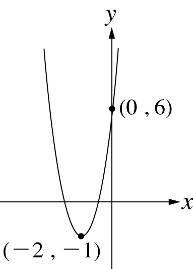 y
(0 , 6)
x
(−2 , −1)